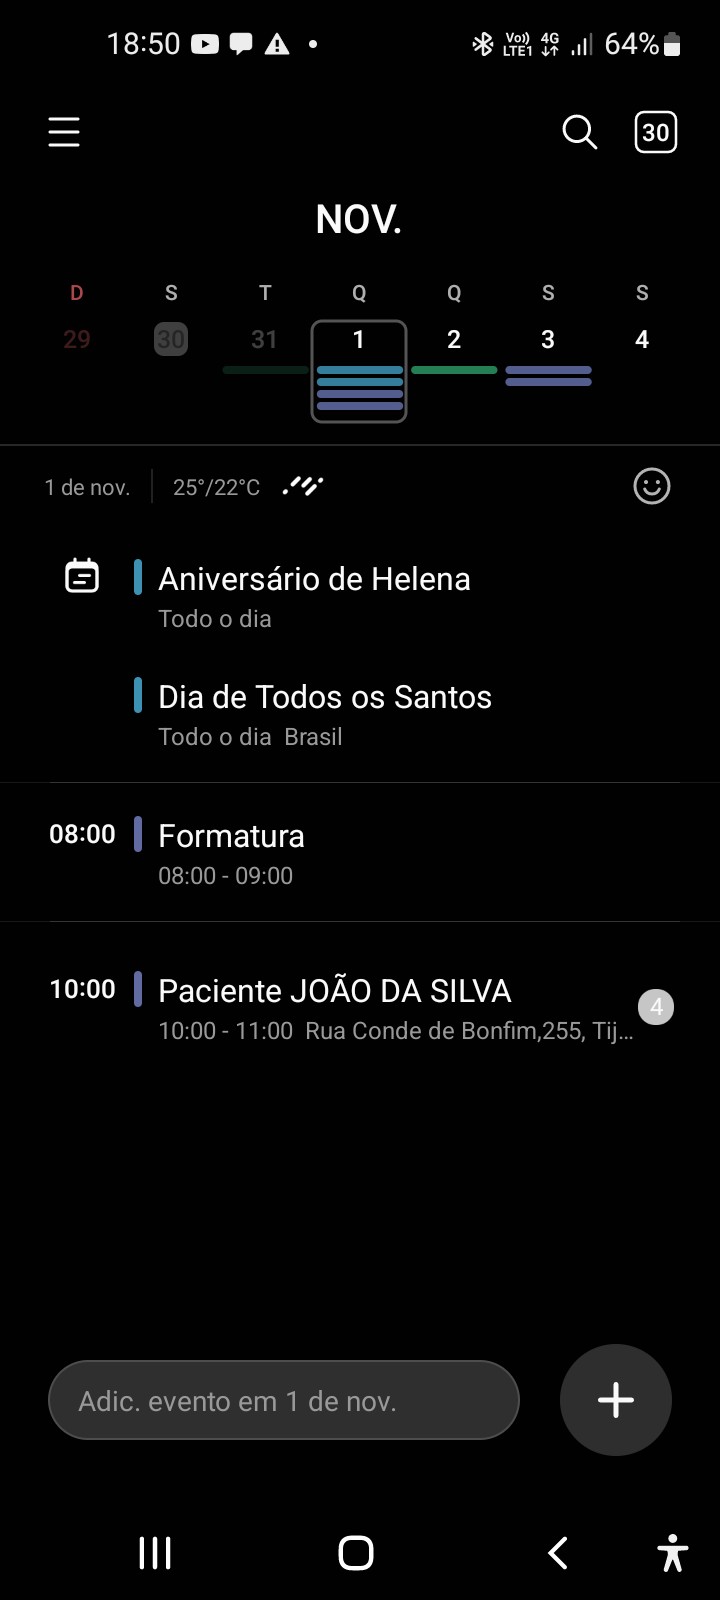 18:50 Vo)) LTE1 4G 64%
30
NOV.
D S T Q Q S S
29 30 31 1 2 3 4
1 de nov. 25°/22°C
Aniversário de Helena
Todo o dia
Dia de Todos os Santos
Todo o dia Brasil
08:00 Formatura
08:00 - 09:00
10:00 Paciente JOÃO DA SILVA
4
10:00 - 11:00 Rua Conde de Bonfim,255, Tij...
Adic. evento em 1 de nov.